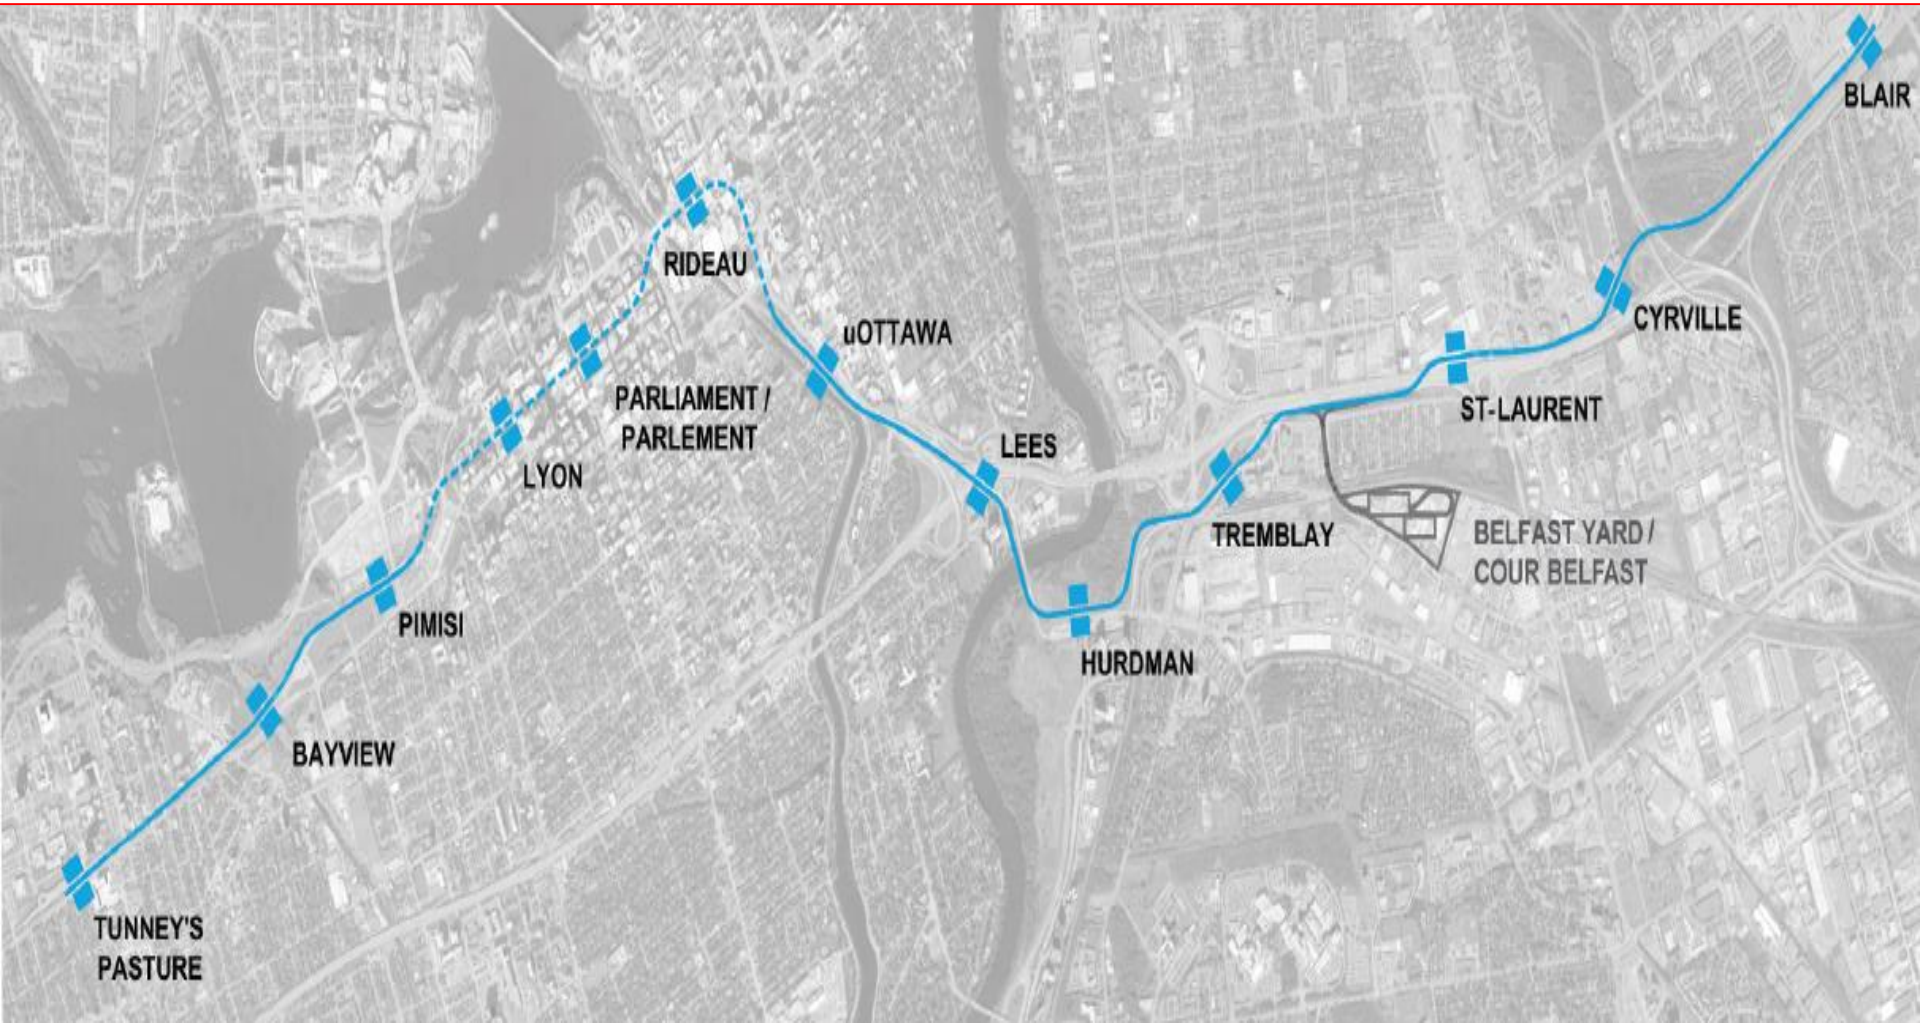 BLAIR
RIDEAU
CYRVILLE
uOTTAWA
PARLIAMENT /
PARLEMENT
ST-LAURENT
LEES
LYON
TREMBLAY
BELFAST YARD /
COUR BELFAST
PIMISI
HURDMAN
BAYVIEW
TUNNEY'S
PASTURE